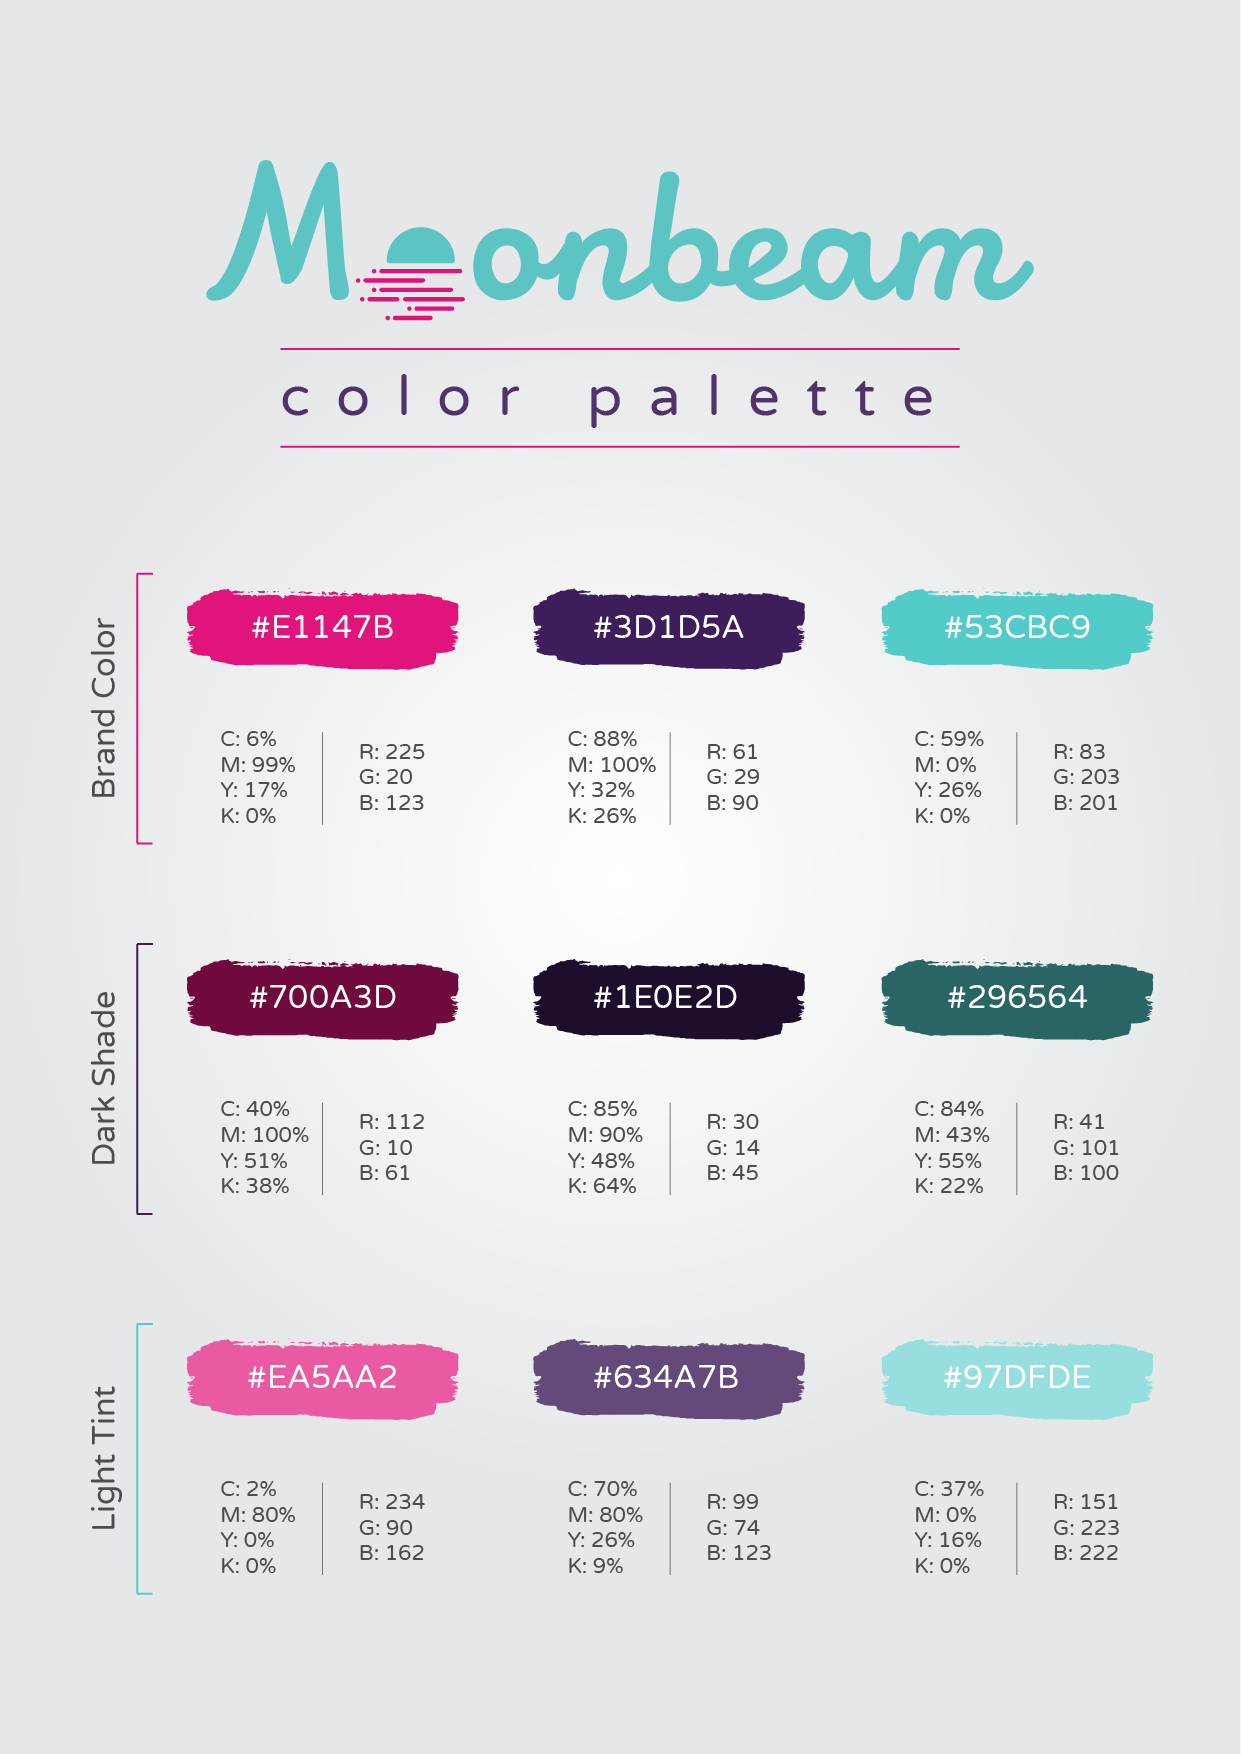 Moonbeam
color palette
Brand Color
#E1147B
C: 6%
M: 99%
Y: 17%
K: 0%
R: 225
G: 20
B: 123
#3D1D5A
C: 88%
M: 100%
Y: 32%
K: 26%
R: 61
G: 29
B: 90
#53CBC9
C: 59%
M: 0%
Y: 26%
K: 0%
R: 83
G: 203
B: 201
Dark Shade
#700A3D
C: 40%
M: 100%
Y: 51%
K: 38%
R: 112
G: 10
B: 61
#1E0E2D
C: 85%
M: 90%
Y: 48%
K: 64%
R: 30
G: 14
B: 45
#296564
C: 84%
M: 43%
Y: 55%
K: 22%
R: 41
G: 101
B: 100
Light Tint
#EA5AA2
C: 2%
M: 80%
Y: 0%
K: 0%
R: 234
G: 90
B: 162
#634A7B
C: 70%
M: 80%
Y: 26%
K: 9%
R: 99
G: 74
B: 123
#97DFDE
C: 37%
M: 0%
Y: 16%
K: 0%
R: 151
G: 223
B: 222